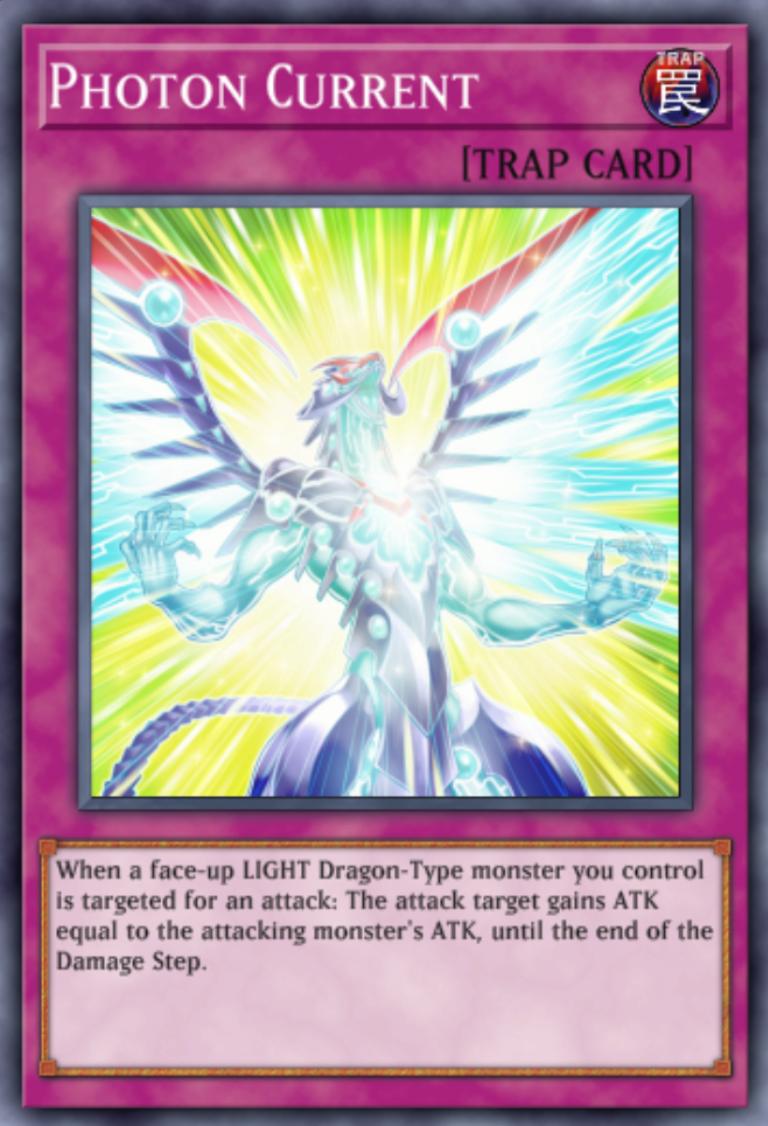 PHOTON CURRENT
TRAP
罠
[TRAP CARD]
When a face-up LIGHT Dragon-Type monster you control
is targeted for an attack: The attack target gains ATK
equal to the attacking monster's ATK, until the end of the
Damage Step.